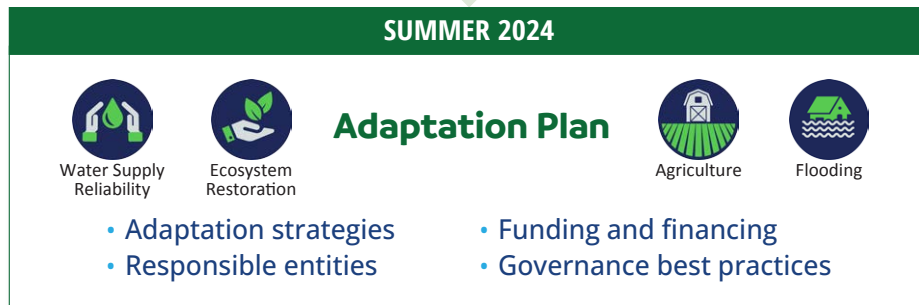 SUMMER 2024
Water Supply
Reliability
Ecosystem
Restoration
Adaptation Plan
Agriculture
Flooding
• Adaptation strategies
• Responsible entities
• Funding and financing
• Governance best practices